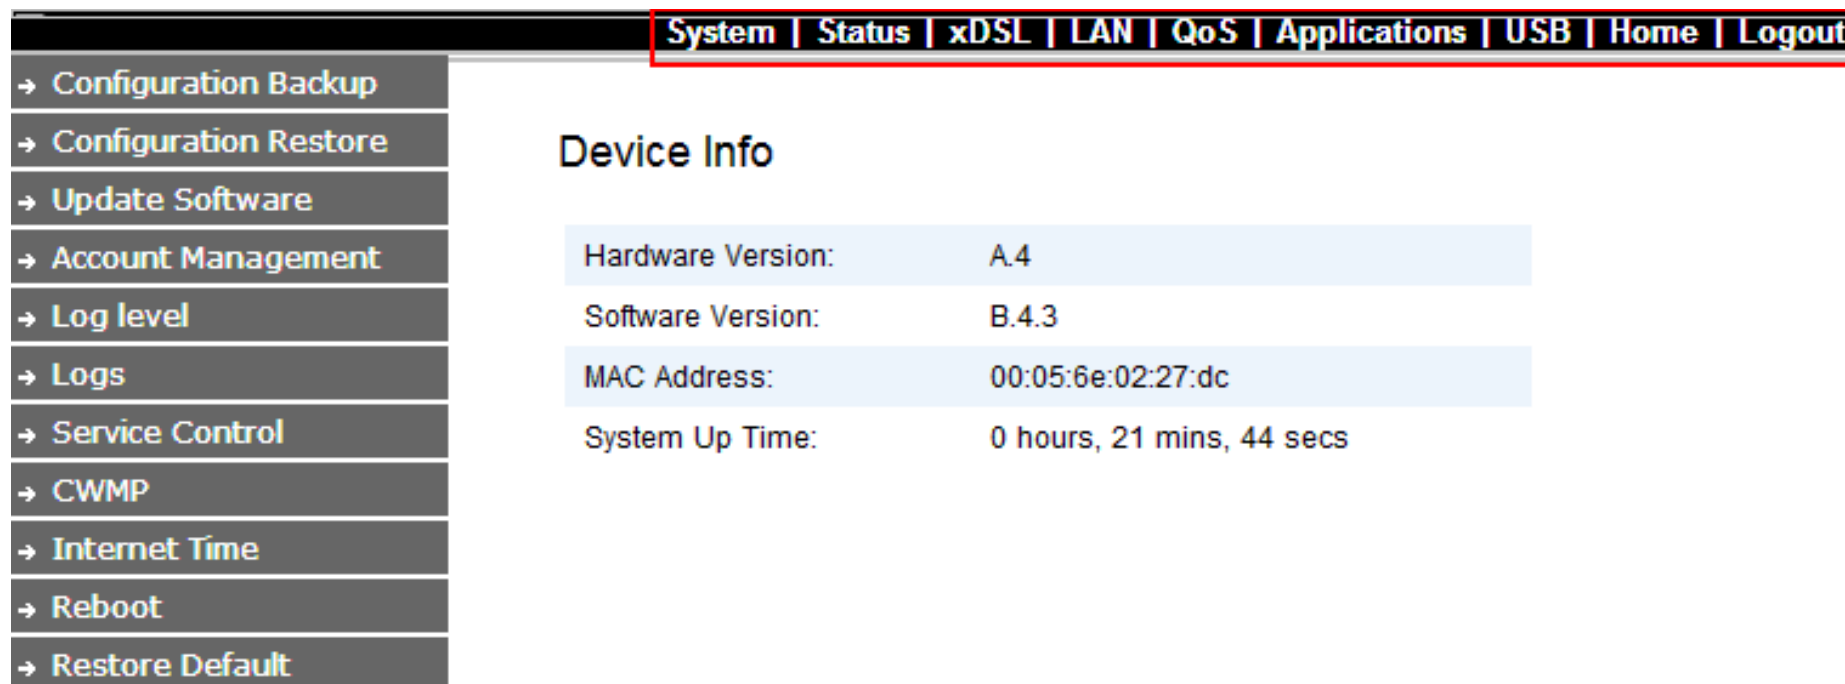 System | Status | xDSL | LAN | QoS | Applications | USB | Home | Logout
Configuration Backup
Configuration Restore
Update Software
Account Management
Log level
Logs
Service Control
CWMP
Internet Time
Reboot
Restore Default
Device Info
Hardware Version: A.4
Software Version: B.4.3
MAC Address: 00:05:6e:02:27:dc
System Up Time: 0 hours, 21 mins, 44 secs